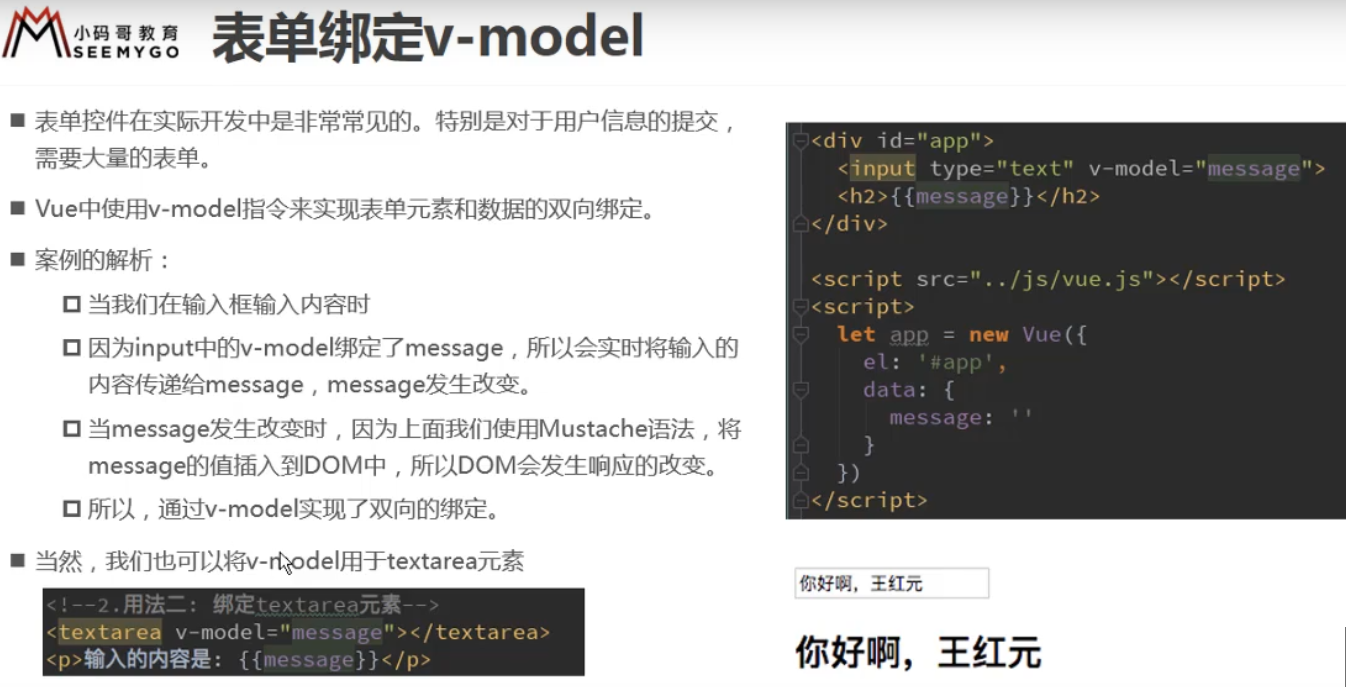 小码哥教育
SEEMYGO
表单绑定v-model
表单控件在实际开发中是非常常见的。特别是对于用户信息的提交，
需要大量的表单。
Vue中使用v-model指令来实现表单元素和数据的双向绑定。
案例的解析：
当我们在输入框输入内容时
因为input中的v-model绑定了message，所以会实时将输入的
内容传递给message，message发生改变。
当message发生改变时，因为上面我们使用Mustache语法，将
message的值插入到DOM中，所以DOM会发生响应的改变。
所以，通过v-model实现了双向的绑定。
当然，我们也可以将v-model用于textarea元素
<!--2.用法二: 绑定textarea元素-->
<textarea v-model="message"></textarea>
<p>输入的内容是: {{message}}</p>
<div id="app">
<input type="text" v-model="message">
<h2>{{message}}</h2>
</div>
<script src="../js/vue.js"></script>
<script>
let app = new Vue({
el: '#app',
data: {
message: ''
}
})
</script>
你好啊，王红元
你好啊，王红元